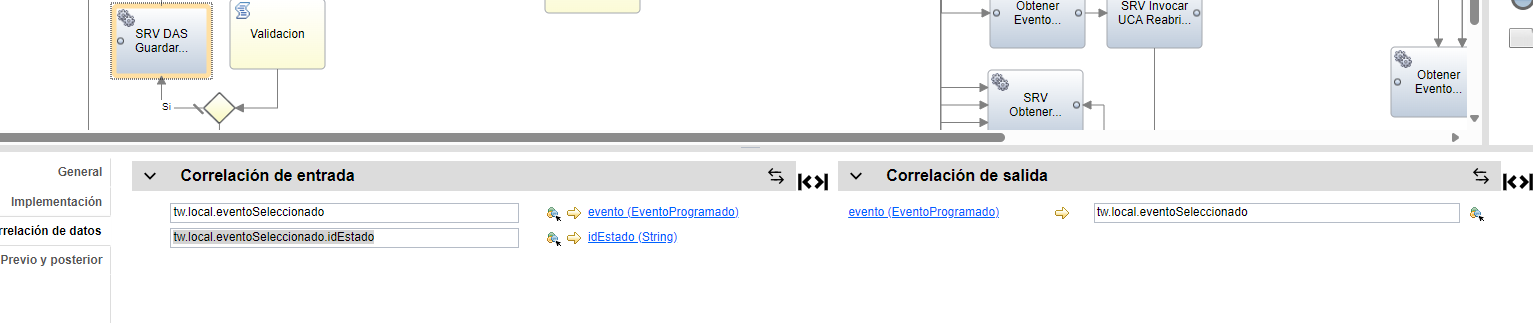 SRV DAS
Guardar...
Validacion
Si
Obtener
Evento...
SRV Invocar
UCA Reabri...
SRV
Obtener...
Obtener
Evento...
General
Implementación
rrelación de datos
Previo y posterior
Correlación de entrada
tw.local.eventoSeleccionado
evento (EventoProgramado)
tw.local.eventoSeleccionado.idEstado
idEstado (String)
Correlación de salida
evento (EventoProgramado)
tw.local.eventoSeleccionado